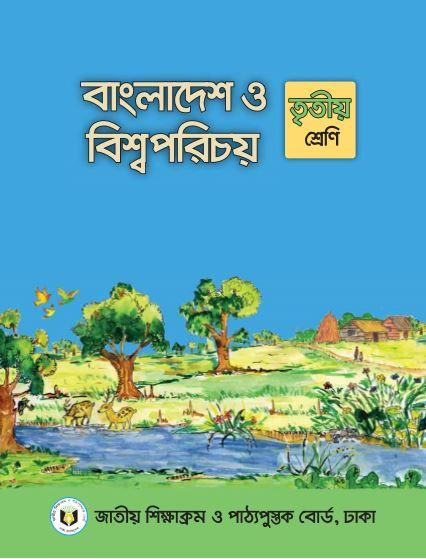 বাংলাদেশ ও
বিশ্বপরিচয়
তৃতীয়
শ্রেণি
জাতীয় শিক্ষাক্রম ও পাঠ্যপুস্তক বোর্ড, ঢাকা